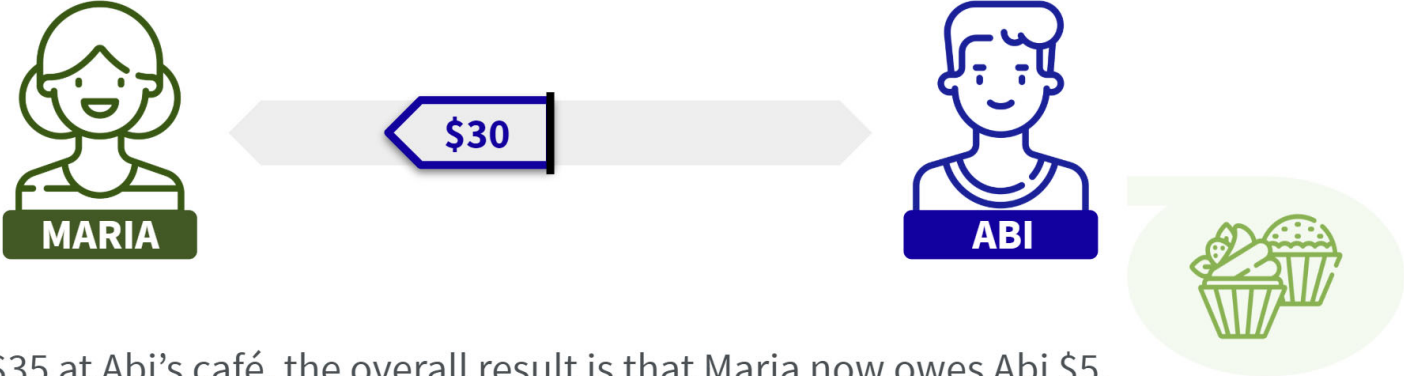 $30
MARIA
ABI
$35 at Abi's café, the overall result is that Maria now owes Abi $5